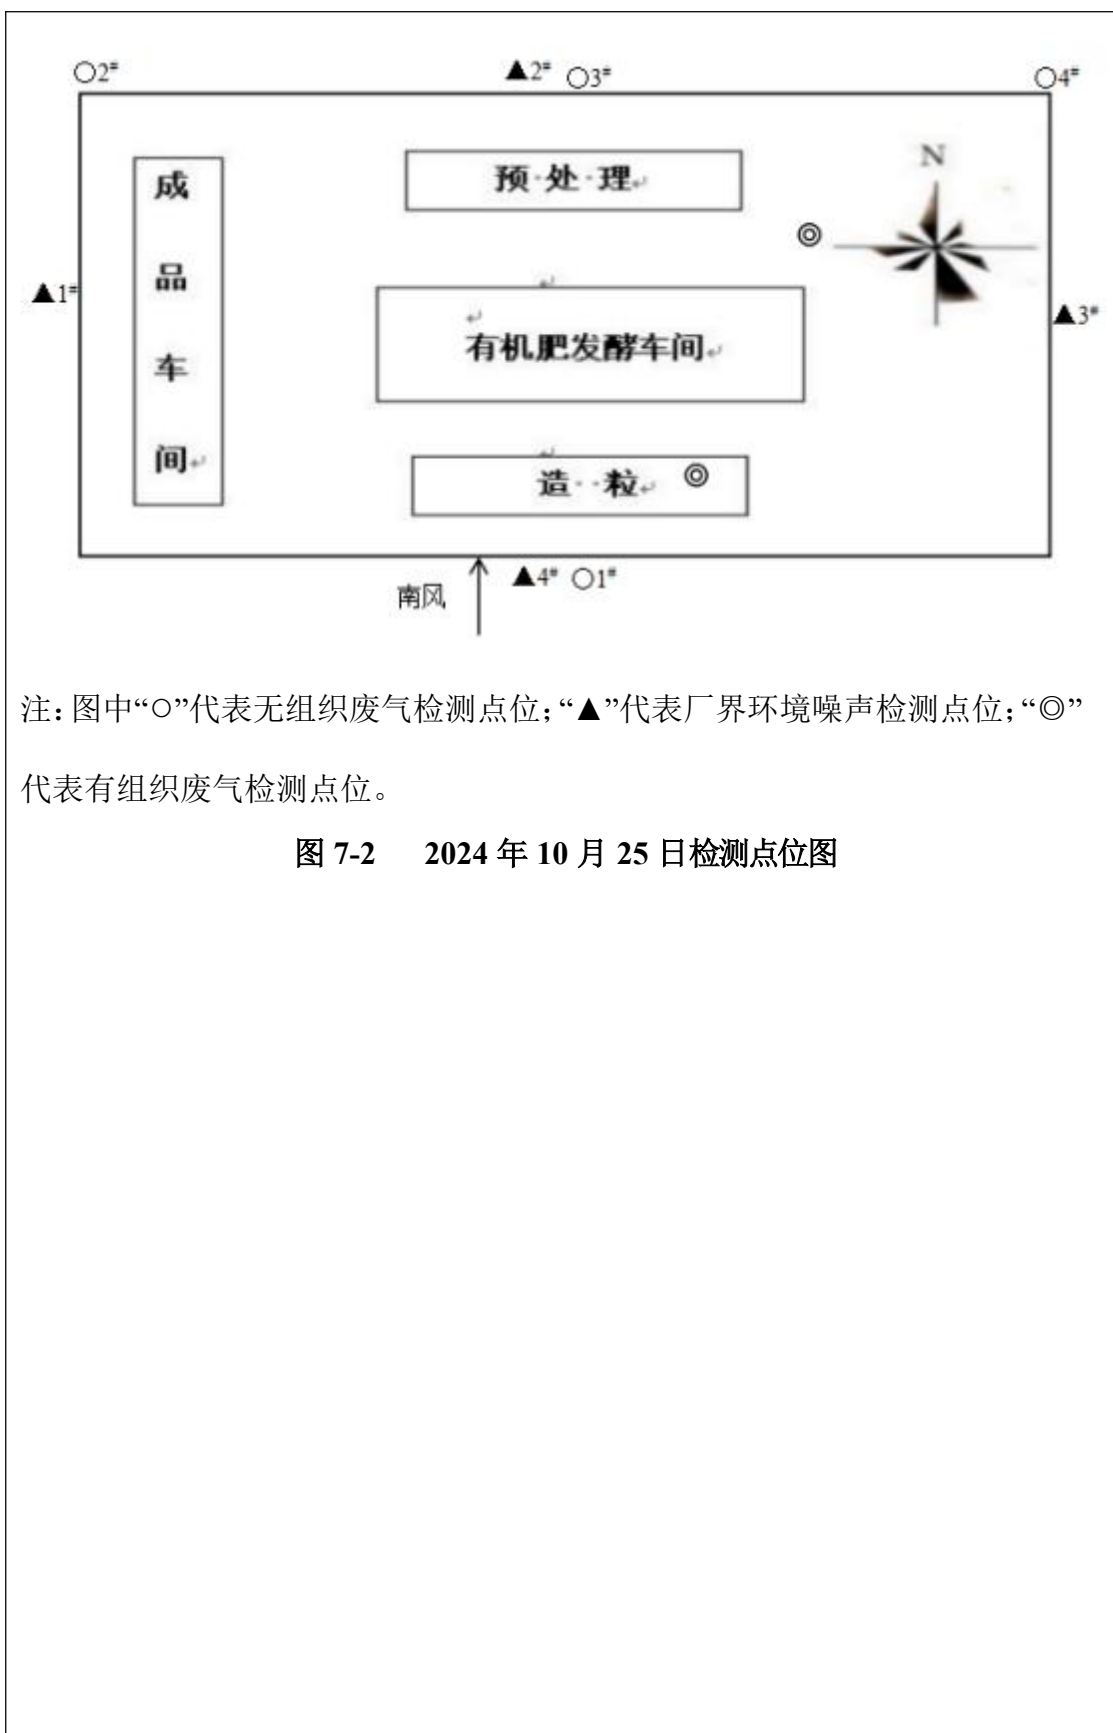 ○2#
▲2# ○3#
○4#
N
成品车间
预·处·理
◎
▲1#
有机肥发酵车间
▲3#
造··粒 ◎
南风
▲4# ○1#
注:图中“○”代表无组织废气检测点位;“▲”代表厂界环境噪声检测点位;“◎”
代表有组织废气检测点位。
图 7-2 2024 年 10 月 25 日检测点位图